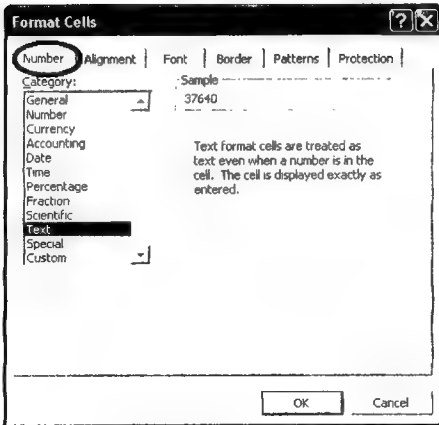 Format Cells
Number Alignment Font Border Patterns Protection
Category:
Sample
General
37640
Number
Currency
Accounting
Date
Time
Percentage
Fraction
Scientific
Text
Special
Custom
Text format cells are treated as
text even when a number is in the
cell. The cell is displayed exactly as
entered.
OK Cancel